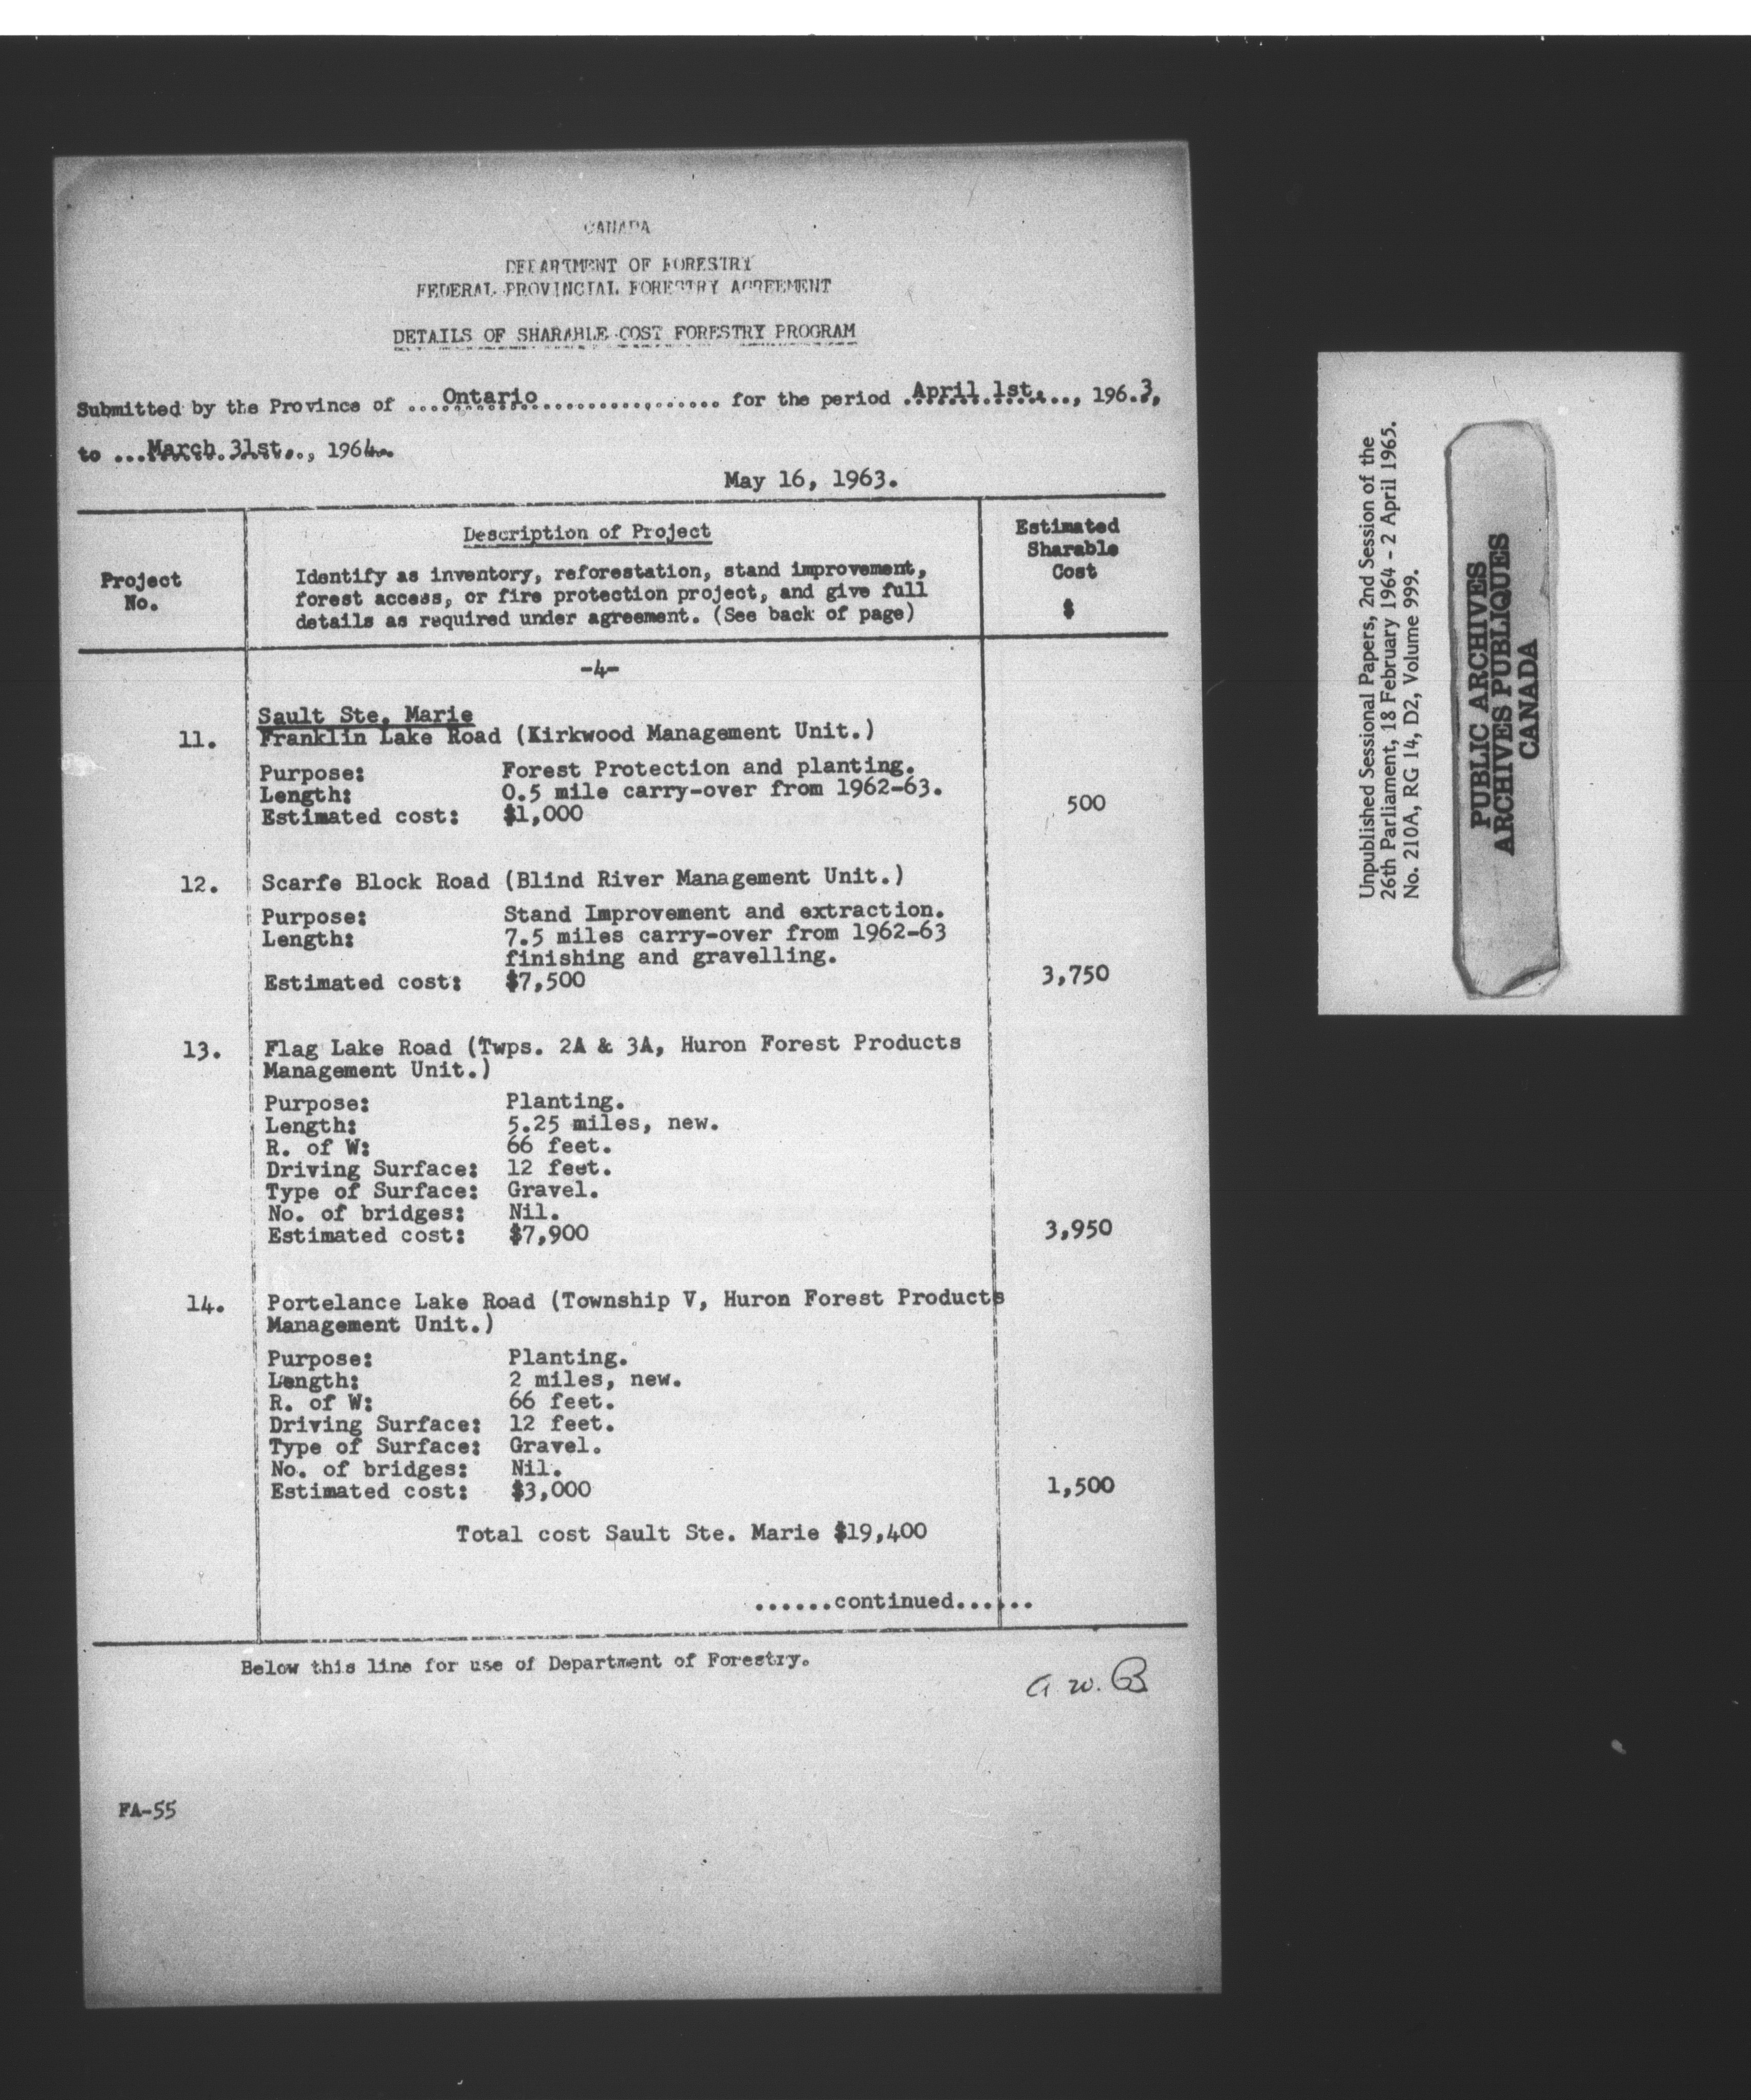 CANADA
DEPARTMENT OF FORESTRY
FEDERAL-PROVINCIAL FORESTRY AGREEMENT
DETAILS OF SHARABLE-COST FORESTRY PROGRAM
Submitted by the Province of ....Ontario.................... for the period .April 1st...., 196.3,
to ...March 31st..., 1964..
May 16, 1963.
Project
No.
Description of Project
Identify as inventory, reforestation, stand improvement,
forest access, or fire protection project, and give full
details as required under agreement. (See back of page)
Estimated
Sharable
Cost
$
-4-
Sault Ste. Marie
11. Franklin Lake Road (Kirkwood Management Unit.)
Purpose: Forest Protection and planting.
Length: 0.5 mile carry-over from 1962-63.
Estimated cost: $1,000 500
12. Scarfe Block Road (Blind River Management Unit.)
Purpose: Stand Improvement and extraction.
Length: 7.5 miles carry-over from 1962-63
finishing and gravelling.
Estimated cost: $7,500 3,750
13. Flag Lake Road (Twps. 2A & 3A, Huron Forest Products
Management Unit.)
Purpose: Planting.
Length: 5.25 miles, new.
R. of W: 66 feet.
Driving Surface: 12 feet.
Type of Surface: Gravel.
No. of bridges: Nil.
Estimated cost: $7,900 3,950
14. Portelance Lake Road (Township V, Huron Forest Products
Management Unit.)
Purpose: Planting.
Length: 2 miles, new.
R. of W: 66 feet.
Driving Surface: 12 feet.
Type of Surface: Gravel.
No. of bridges: Nil.
Estimated cost: $3,000 1,500
Total cost Sault Ste. Marie $19,400
......continued......
Below this line for use of Department of Forestry.
a w. B
FA-55
Unpublished Sessional Papers, 2nd Session of the
26th Parliament, 18 February 1964 - 2 April 1965.
No. 210A, RG 14, D2, Volume 999.
PUBLIC ARCHIVES
ARCHIVES PUBLIQUES
CANADA